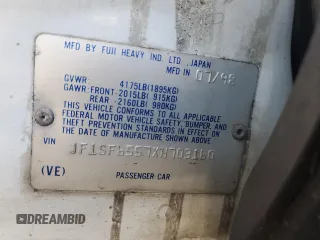 MFD BY FUJI HEAVY IND. LTD. JAPAN
MFD IN 07/98
GVWR 4175LB(1895KG)
GAWR:FRONT-2015LB( 915KG)
REAR -2160LB( 980KG)
THIS VEHICLE CONFORMS TO ALL APPLICABLE
FEDERAL MOTOR VEHICLE SAFETY, BUMPER, AND
THEFT PREVENTION STANDARDS IN EFFECT ON
THE DATE OF MANUFACTURE SHOWN ABOVE.
VIN
(VE) PASSENGER CAR
DREAMBID